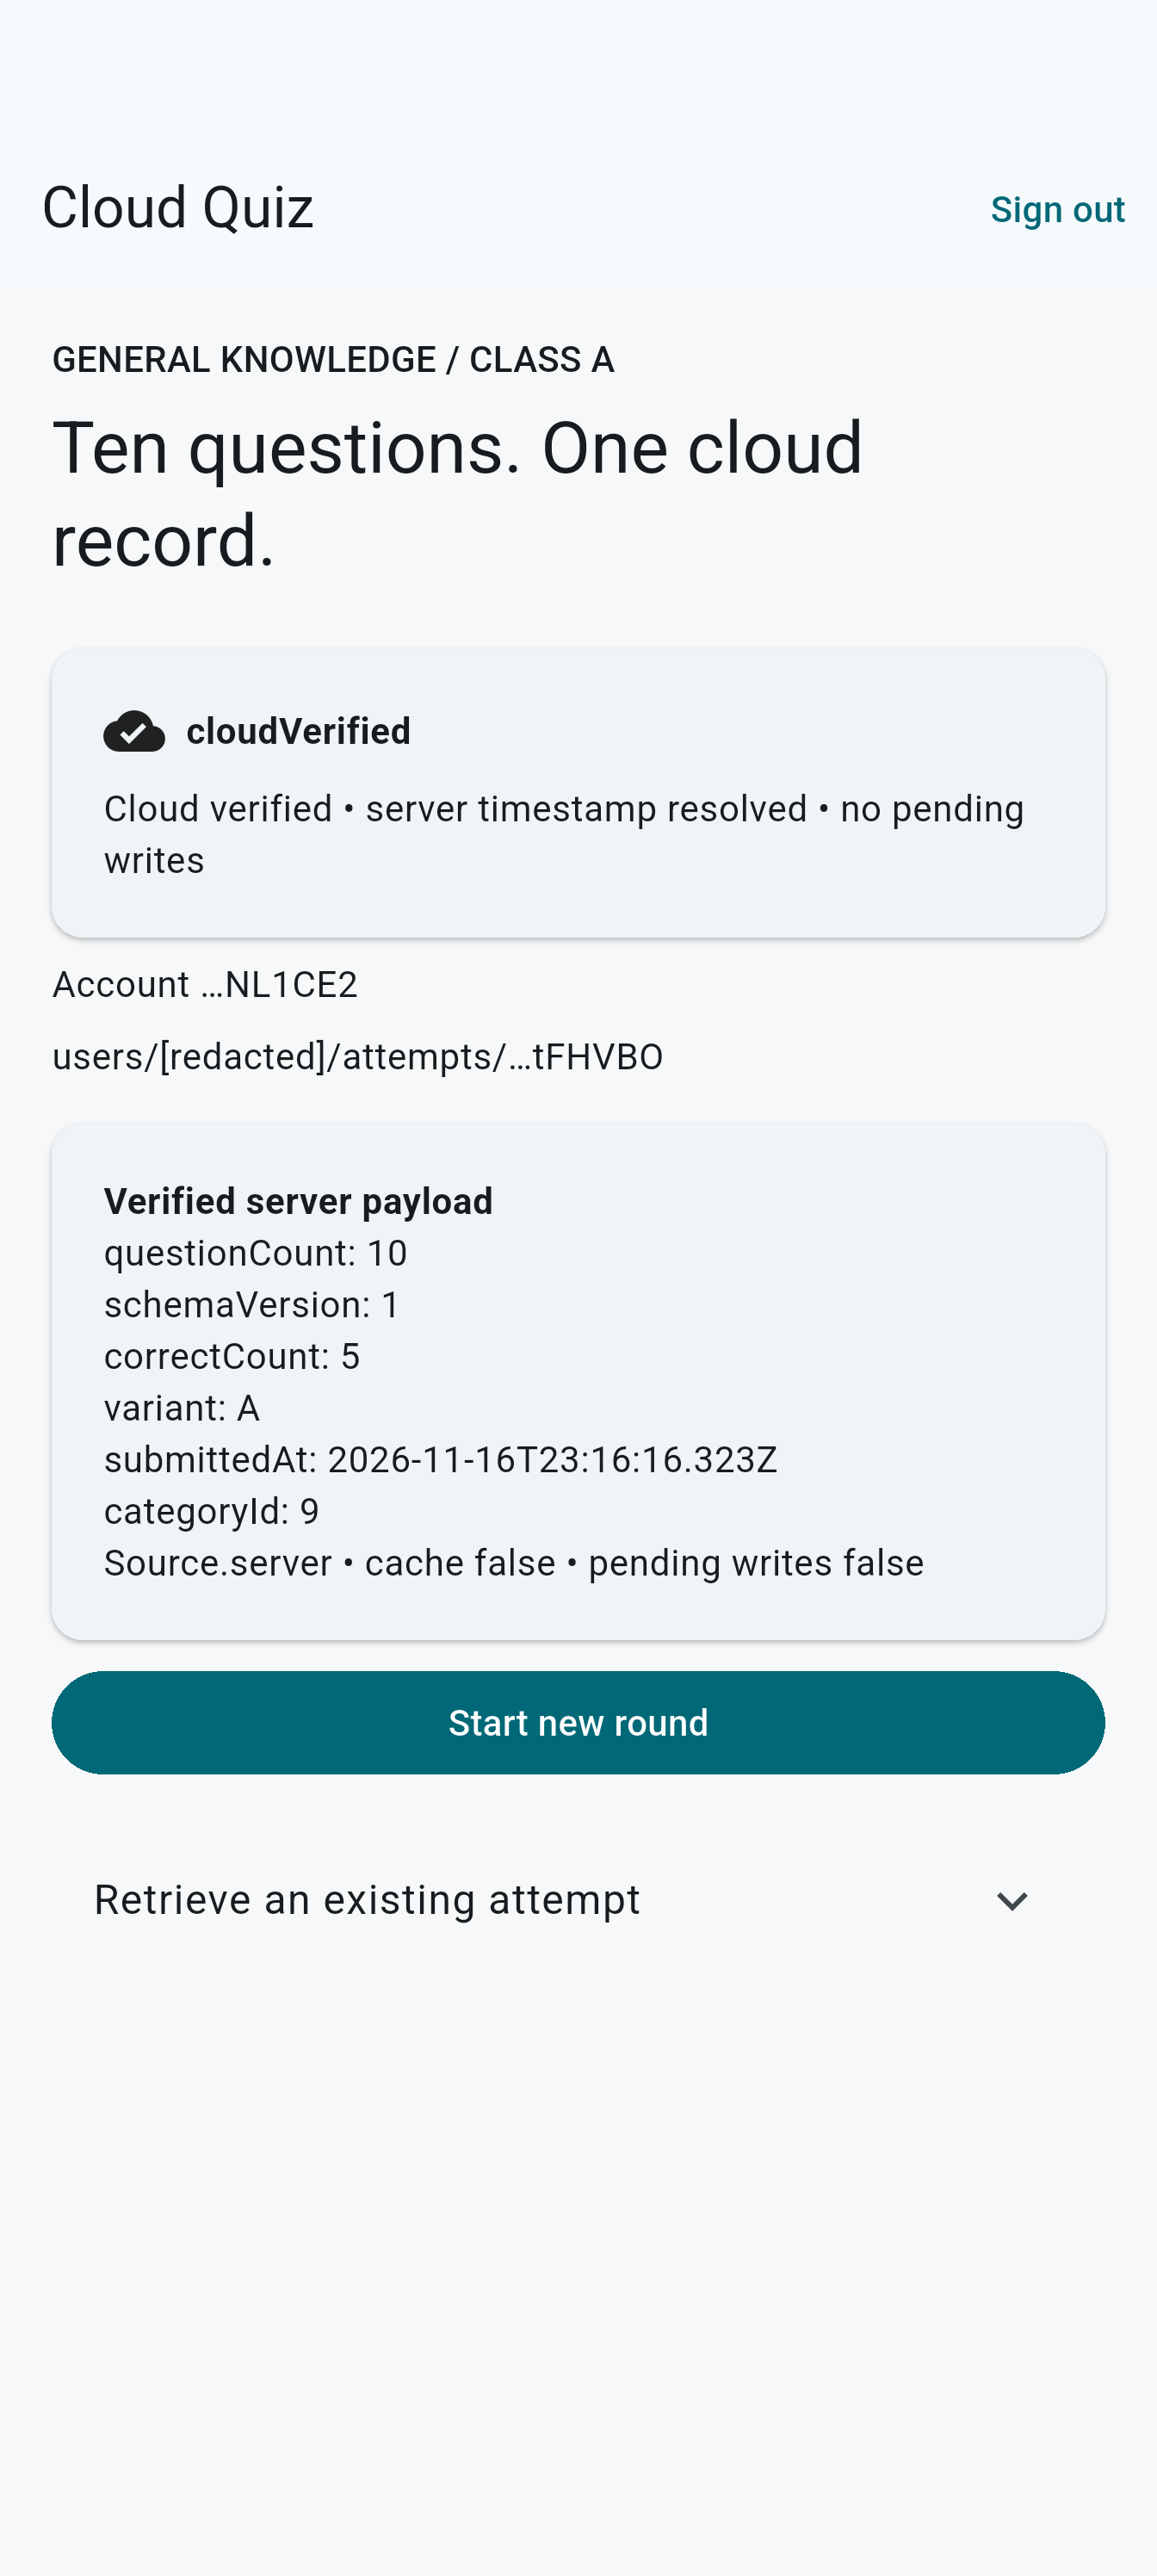 Cloud Quiz
Sign out
GENERAL KNOWLEDGE / CLASS A
Ten questions. One cloud
record.
cloudVerified
Cloud verified • server timestamp resolved • no pending
writes
Account …NL1CE2
users/[redacted]/attempts/…tFHVBO
Verified server payload
questionCount: 10
schemaVersion: 1
correctCount: 5
variant: A
submittedAt: 2026-11-16T23:16:16.323Z
categoryId: 9
Source.server • cache false • pending writes false
Start new round
Retrieve an existing attempt